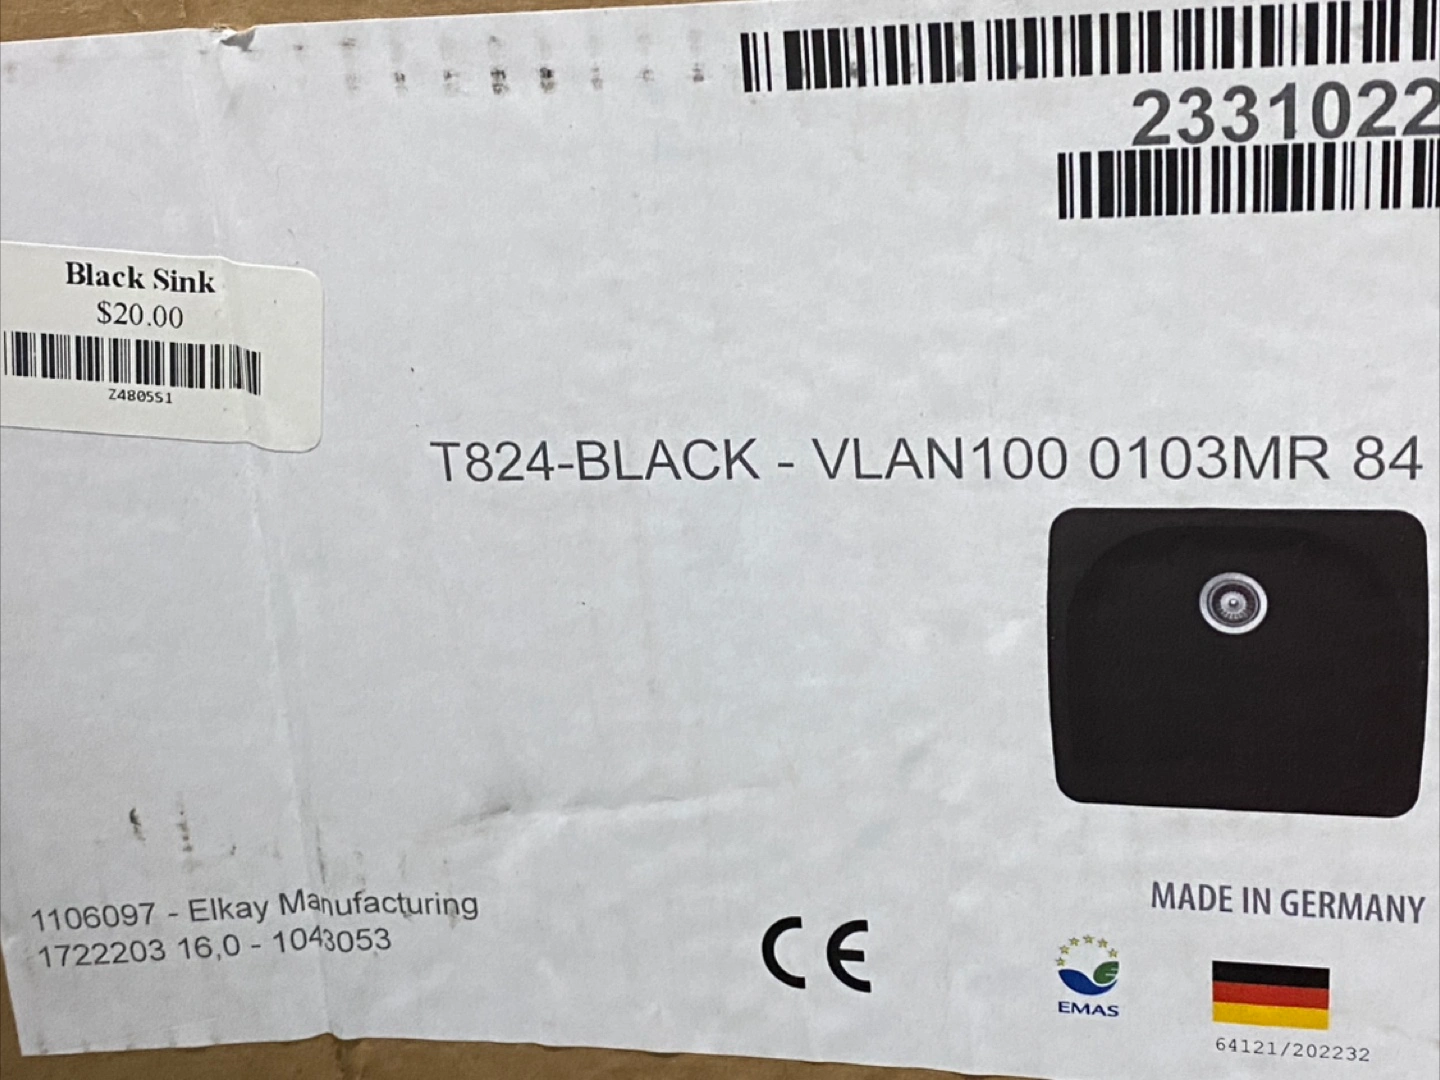 2331022
Black Sink
$20.00
Z4805S1
T824-BLACK - VLAN100 0103MR 84
1106097 - Elkay Manufacturing
1722203 16,0 - 1043053
CE
MADE IN GERMANY
EMAS
64121/202232